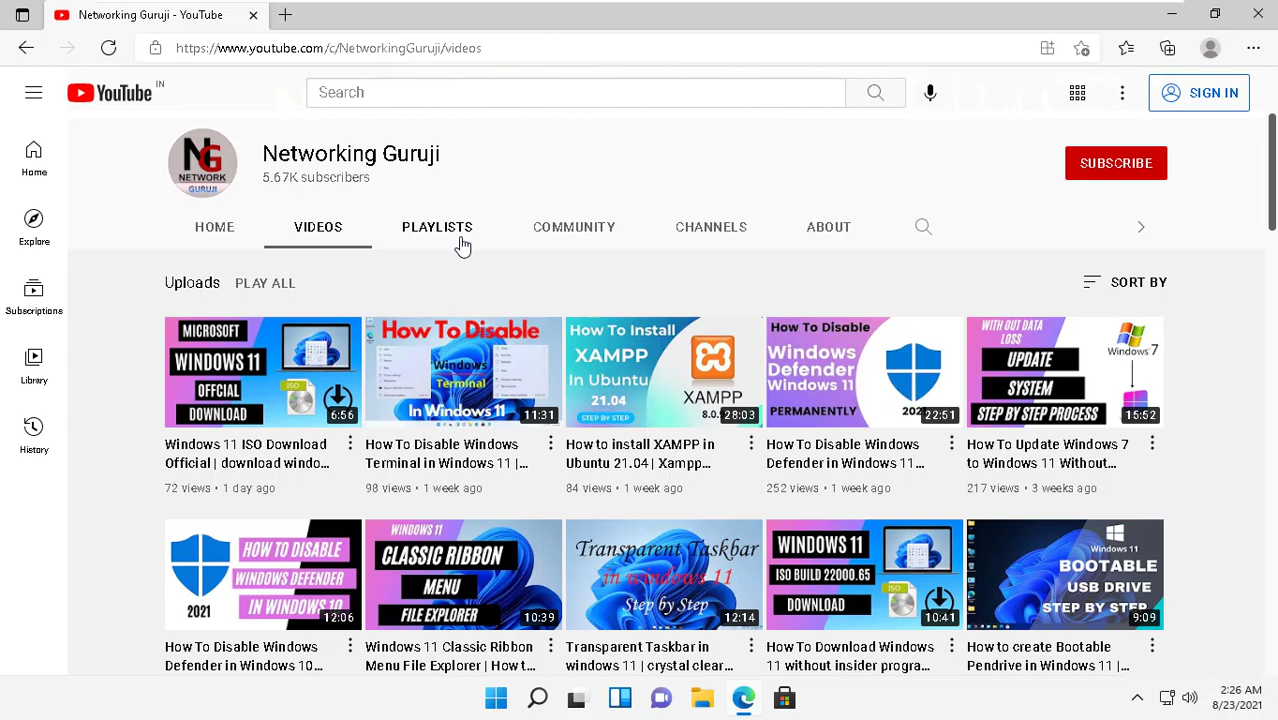 Networking Guruji - YouTube
https://www.youtube.com/c/NetworkingGuruji/videos
YouTube IN
Search
SIGN IN
Home
Explore
Subscriptions
Library
History
NG
NETWORK
GURUJI
Networking Guruji
5.67K subscribers
SUBSCRIBE
HOME VIDEOS PLAYLISTS COMMUNITY CHANNELS ABOUT
Uploads PLAY ALL
SORT BY
MICROSOFT
WINDOWS 11
OFFCIAL
DOWNLOAD
ISO
6:56
Windows 11 ISO Download
Official | download windo...
72 views • 1 day ago
How To Disable
Windows
Terminal
In Windows 11
11:31
How To Disable Windows
Terminal in Windows 11 |...
98 views • 1 week ago
How To Install
XAMPP
In Ubuntu
21.04
STEP BY STEP
XAMPP
8.0.
28:03
How to install XAMPP in
Ubuntu 21.04 | Xampp...
84 views • 1 week ago
How To Disable
Windows
Defender In
Windows 11
PERMANENTLY
202
22:51
How To Disable Windows
Defender in Windows 11...
252 views • 1 week ago
WITH OUT DATA
LOSS
UPDATE
SYSTEM
STEP BY STEP PROCESS
Windows 7
15:52
How To Update Windows 7
to Windows 11 Without...
217 views • 3 weeks ago
HOW TO DISABLE
WINDOWS DEFENDER
IN WINDOWS 10
2021
12:06
How To Disable Windows
Defender in Windows 10...
WINDOWS 11
CLASSIC RIBBON
MENU
FILE EXPLORER
10:39
Windows 11 Classic Ribbon
Menu File Explorer | How t...
Transparent Taskbar
in windows 11
Step by Step
12:14
Transparent Taskbar in
windows 11 | crystal clear...
WINDOWS 11
ISO BUILD 22000.65
DOWNLOAD
ISO
10:41
How To Download Windows
11 without insider progra...
Windows 11
BOOTABLE
USB DRIVE
STEP BY STEP
9:09
How to create Bootable
Pendrive in Windows 11 |...
2:26 AM
8/23/2021